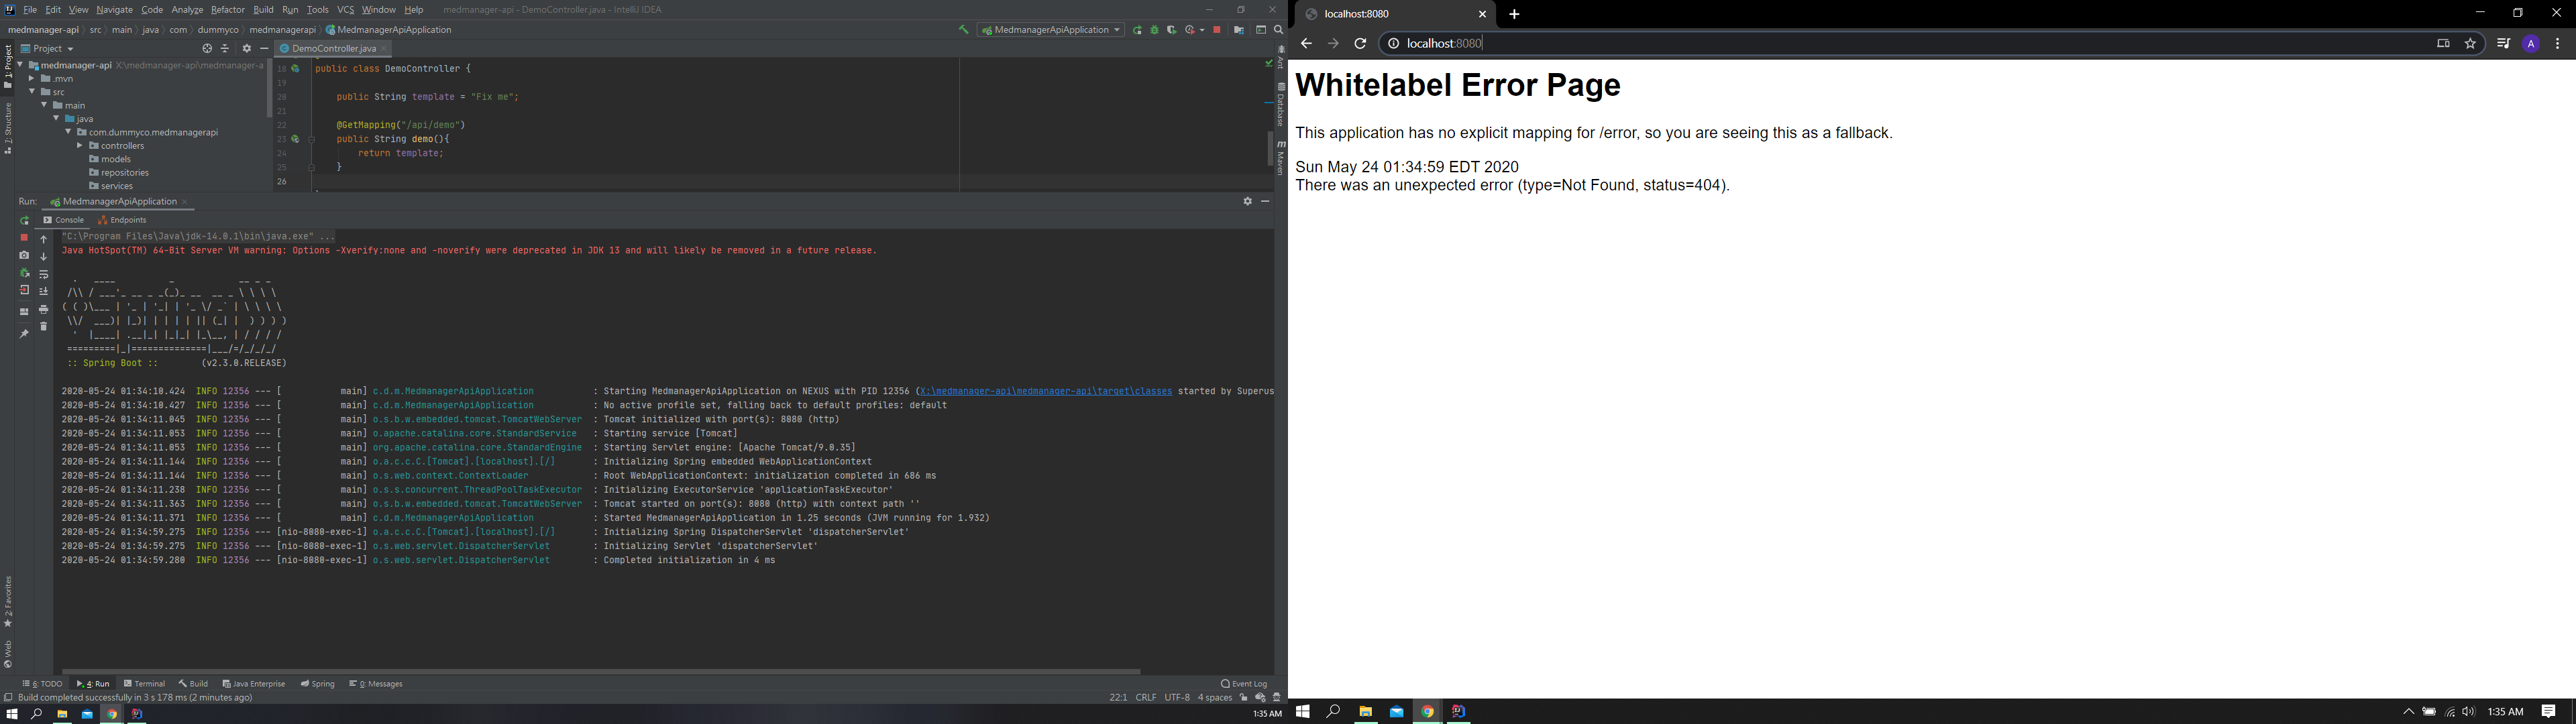 File Edit View Navigate Code Analyze Refactor Build Run Tools VCS Window Help medmanager-api - DemoController.java - IntelliJ IDEA
medmanager-api src main java com dummyco medmanagerapi MedmanagerApiApplication
MedmanagerApiApplication
Project
DemoController.java
1: Project
7: Structure
medmanager-api X:\medmanager-api\medmanager-a
.mvn
src
main
java
com.dummyco.medmanagerapi
controllers
models
repositories
services
18 public class DemoController {
19
20 public String template = "Fix me";
21
22 @GetMapping("/api/demo")
23 public String demo(){
24 return template;
25 }
26
Ant
Database
Maven
Run: MedmanagerApiApplication
Console Endpoints
"C:\Program Files\Java\jdk-14.0.1\bin\java.exe" ...
Java HotSpot(TM) 64-Bit Server VM warning: Options -Xverify:none and -noverify were deprecated in JDK 13 and will likely be removed in a future release.
:: Spring Boot :: (v2.3.0.RELEASE)
2020-05-24 01:34:10.424 INFO 12356 --- [ main] c.d.m.MedmanagerApiApplication : Starting MedmanagerApiApplication on NEXUS with PID 12356 (X:\medmanager-api\medmanager-api\target\classes started by Superus
2020-05-24 01:34:10.427 INFO 12356 --- [ main] c.d.m.MedmanagerApiApplication : No active profile set, falling back to default profiles: default
2020-05-24 01:34:11.045 INFO 12356 --- [ main] o.s.b.w.embedded.tomcat.TomcatWebServer : Tomcat initialized with port(s): 8080 (http)
2020-05-24 01:34:11.053 INFO 12356 --- [ main] o.apache.catalina.core.StandardService : Starting service [Tomcat]
2020-05-24 01:34:11.053 INFO 12356 --- [ main] org.apache.catalina.core.StandardEngine : Starting Servlet engine: [Apache Tomcat/9.0.35]
2020-05-24 01:34:11.144 INFO 12356 --- [ main] o.a.c.c.C.[Tomcat].[localhost].[/] : Initializing Spring embedded WebApplicationContext
2020-05-24 01:34:11.144 INFO 12356 --- [ main] o.s.web.context.ContextLoader : Root WebApplicationContext: initialization completed in 686 ms
2020-05-24 01:34:11.238 INFO 12356 --- [ main] o.s.s.concurrent.ThreadPoolTaskExecutor : Initializing ExecutorService 'applicationTaskExecutor'
2020-05-24 01:34:11.363 INFO 12356 --- [ main] o.s.b.w.embedded.tomcat.TomcatWebServer : Tomcat started on port(s): 8080 (http) with context path ''
2020-05-24 01:34:11.371 INFO 12356 --- [ main] c.d.m.MedmanagerApiApplication : Started MedmanagerApiApplication in 1.25 seconds (JVM running for 1.932)
2020-05-24 01:34:59.275 INFO 12356 --- [nio-8080-exec-1] o.a.c.c.C.[Tomcat].[localhost].[/] : Initializing Spring DispatcherServlet 'dispatcherServlet'
2020-05-24 01:34:59.275 INFO 12356 --- [nio-8080-exec-1] o.s.web.servlet.DispatcherServlet : Initializing Servlet 'dispatcherServlet'
2020-05-24 01:34:59.280 INFO 12356 --- [nio-8080-exec-1] o.s.web.servlet.DispatcherServlet : Completed initialization in 4 ms
2: Favorites
Web
6: TODO 4: Run Terminal Build Java Enterprise Spring 0: Messages Event Log
Build completed successfully in 3 s 178 ms (2 minutes ago) 22:1 CRLF UTF-8 4 spaces
1:35 AM
localhost:8080
localhost:8080
A
Whitelabel Error Page
This application has no explicit mapping for /error, so you are seeing this as a fallback.
Sun May 24 01:34:59 EDT 2020
There was an unexpected error (type=Not Found, status=404).
1:35 AM